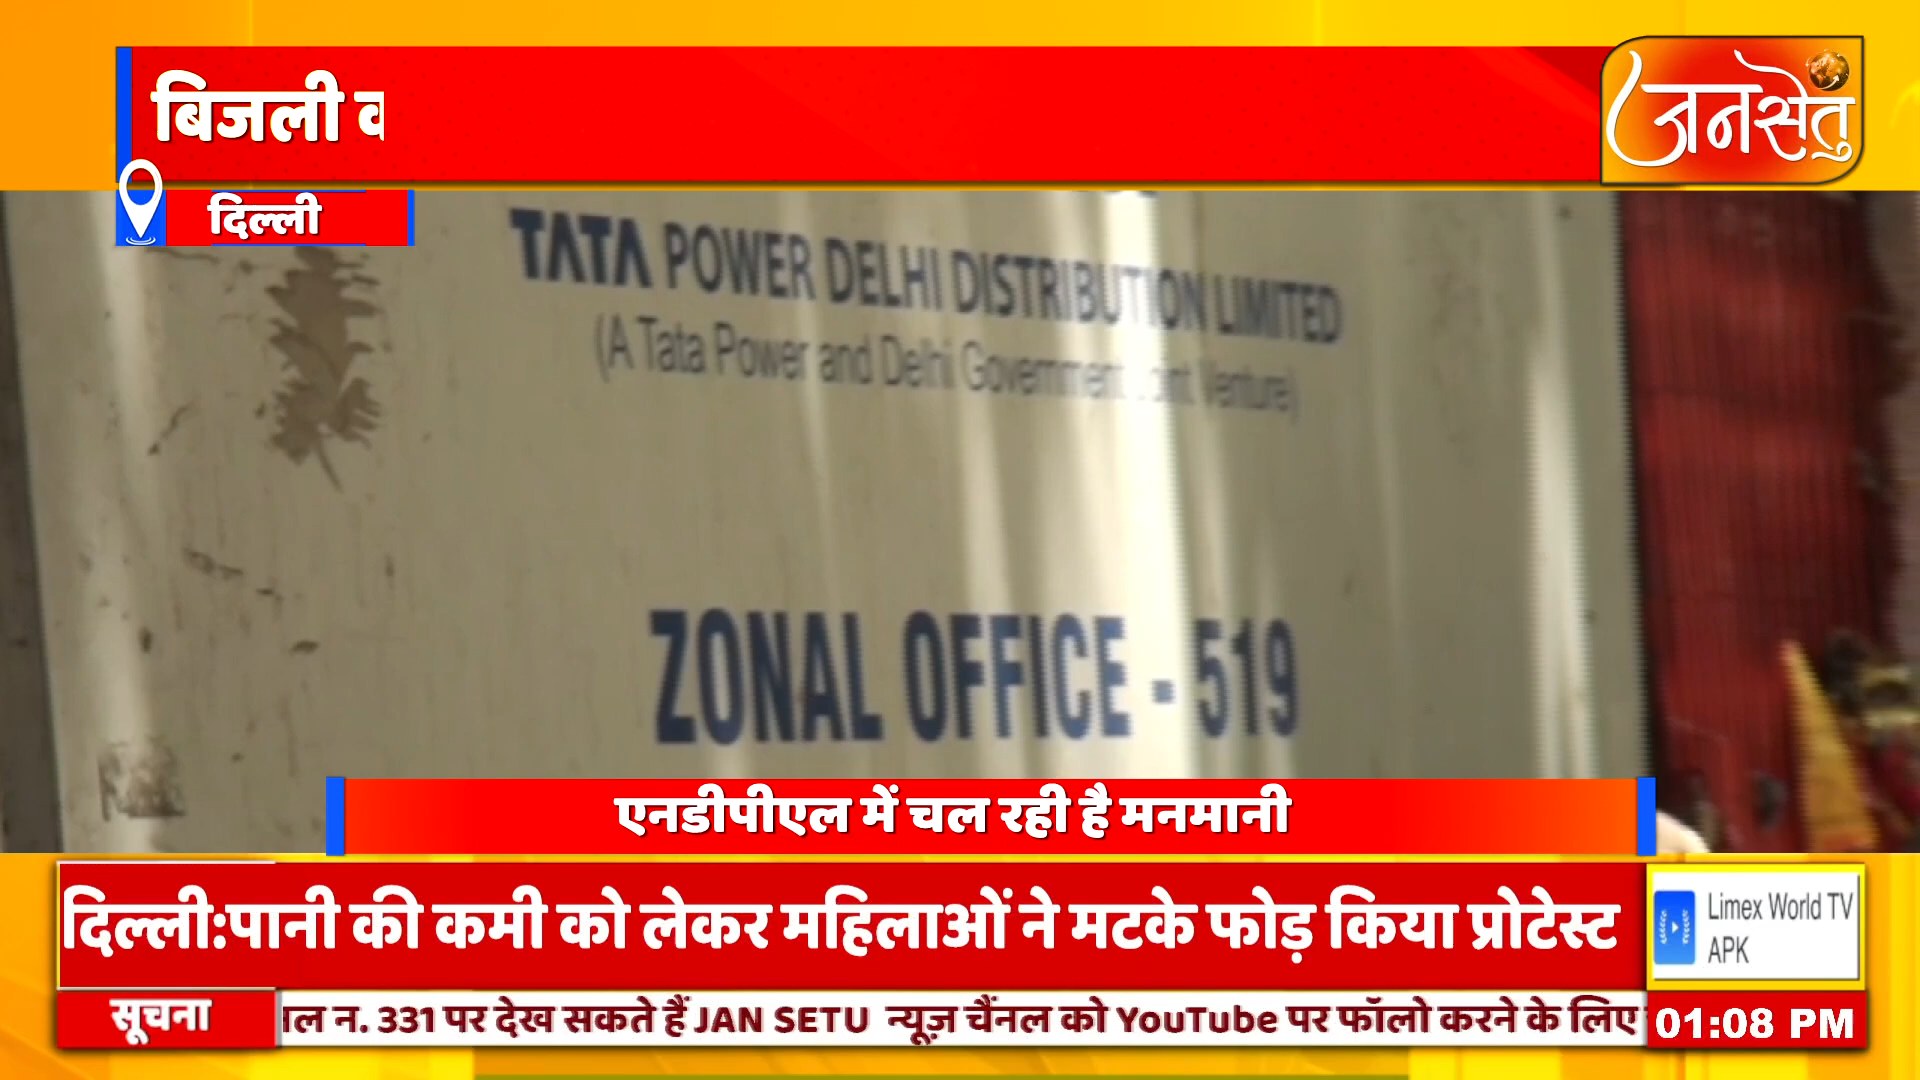 बिजली
जनसेतु
दिल्ली
TATA POWER DELHI DISTRIBUTION LIMITED
(A Tata Power and Delhi Government Joint Venture)
ZONAL OFFICE - 519
एनडीपीएल में चल रही है मनमानी
दिल्ली:पानी की कमी को लेकर महिलाओं ने मटके फोड़ किया प्रोटेस्ट
Limex World TV
APK
सूचना
न. 331 पर देख सकते हैं JAN SETU न्यूज़ चैंनल को YouTube पर फॉलो करने के लिए
01:08 PM